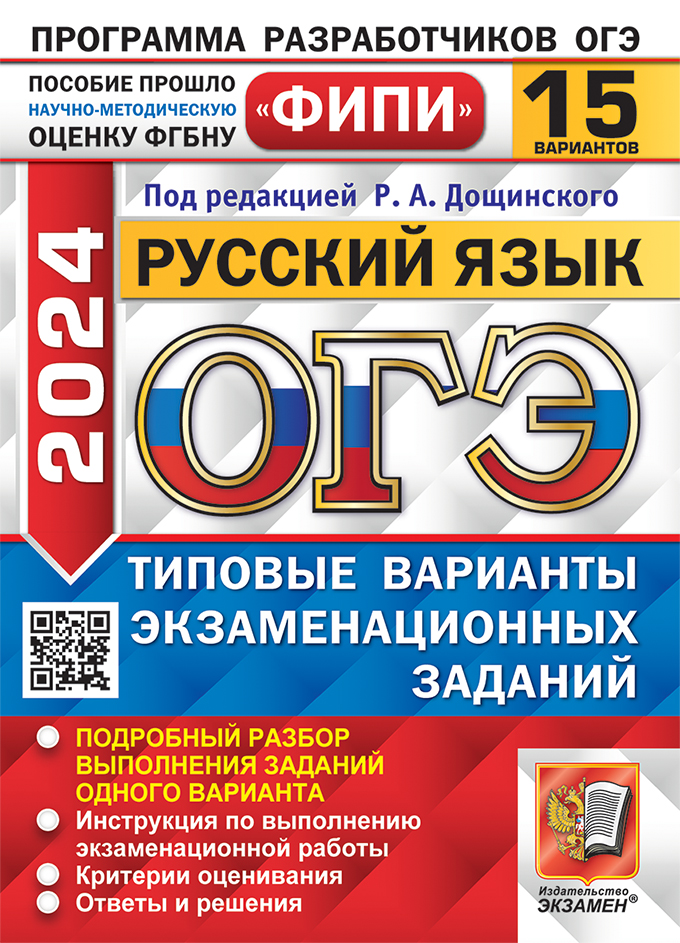 ПРОГРАММА РАЗРАБОТЧИКОВ ОГЭ
ПОСОБИЕ ПРОШЛО
НАУЧНО-МЕТОДИЧЕСКУЮ
ОЦЕНКУ ФГБНУ
«ФИПИ»
15
ВАРИАНТОВ
2024
Под редакцией Р. А. Дощинского
РУССКИЙ ЯЗЫК
ОГЭ
ТИПОВЫЕ ВАРИАНТЫ
ЭКЗАМЕНАЦИОННЫХ
ЗАДАНИЙ
ПОДРОБНЫЙ РАЗБОР
ВЫПОЛНЕНИЯ ЗАДАНИЙ
ОДНОГО ВАРИАНТА
Инструкция по выполнению
экзаменационной работы
Критерии оценивания
Ответы и решения
Издательство
ЭКЗАМЕН®